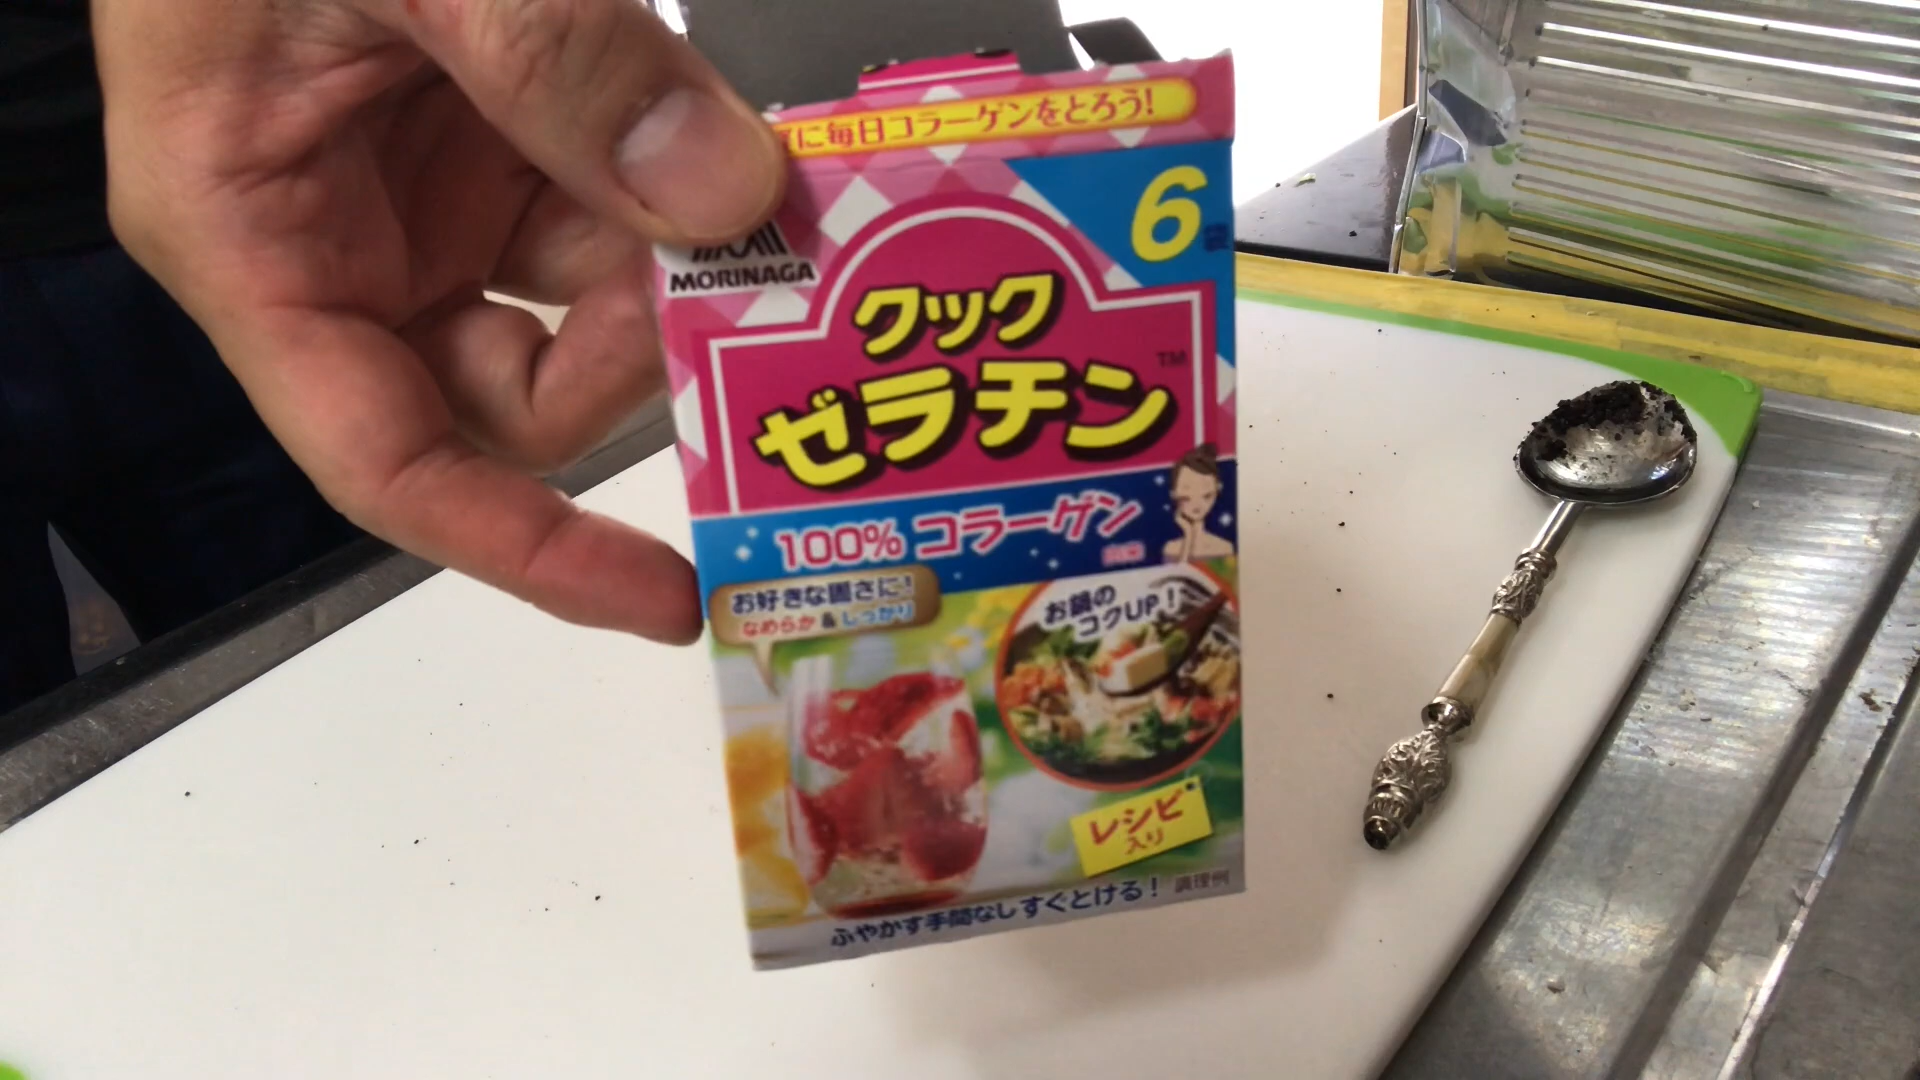 に毎日コラーゲンをとろう!
6
MORINAGA
クック
ゼラチン
TM
100% コラーゲン
お好きな固さに!
なめらか & しっかり
お鍋の
コクUP!
レシピ
入り
ふやかす手間なしすぐとける! 調理例